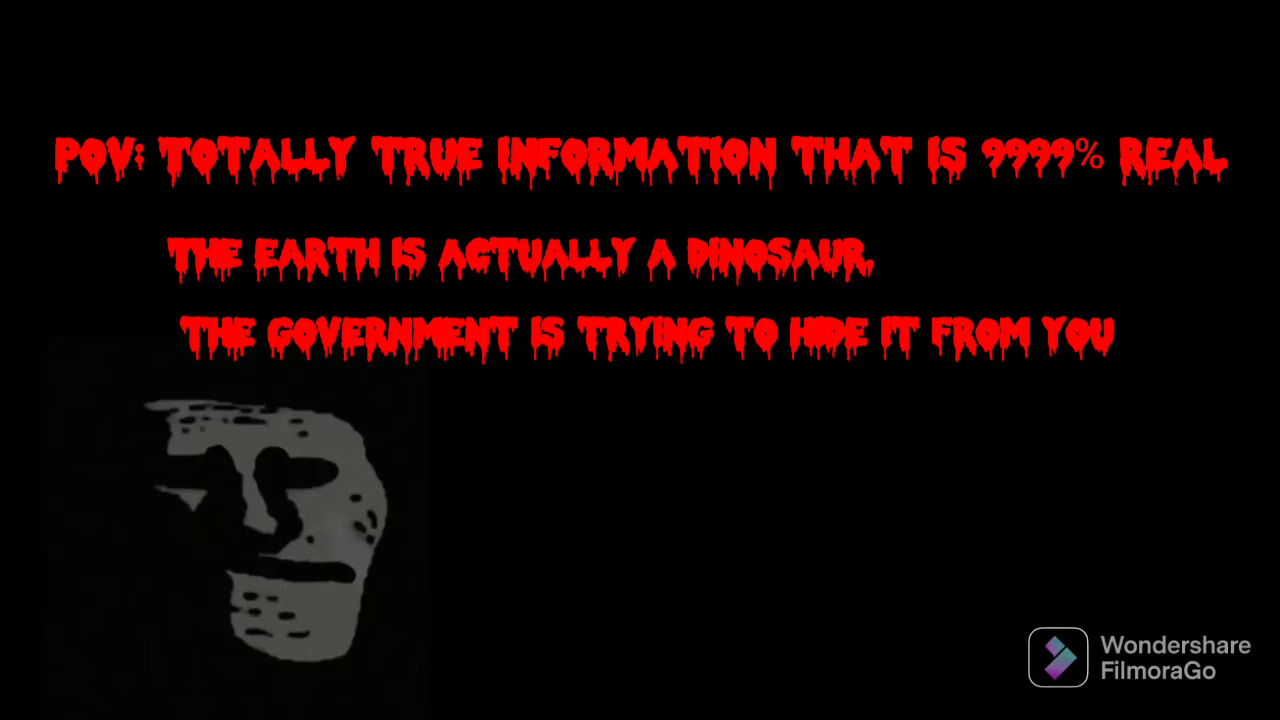 POV: TOTALLY TRUE INFORMATION THAT IS 9999% REAL
THE EARTH IS ACTUALLY A DINOSAUR,
THE GOVERNMENT IS TRYING TO HIDE IT FROM YOU
Wondershare
FilmoraGo